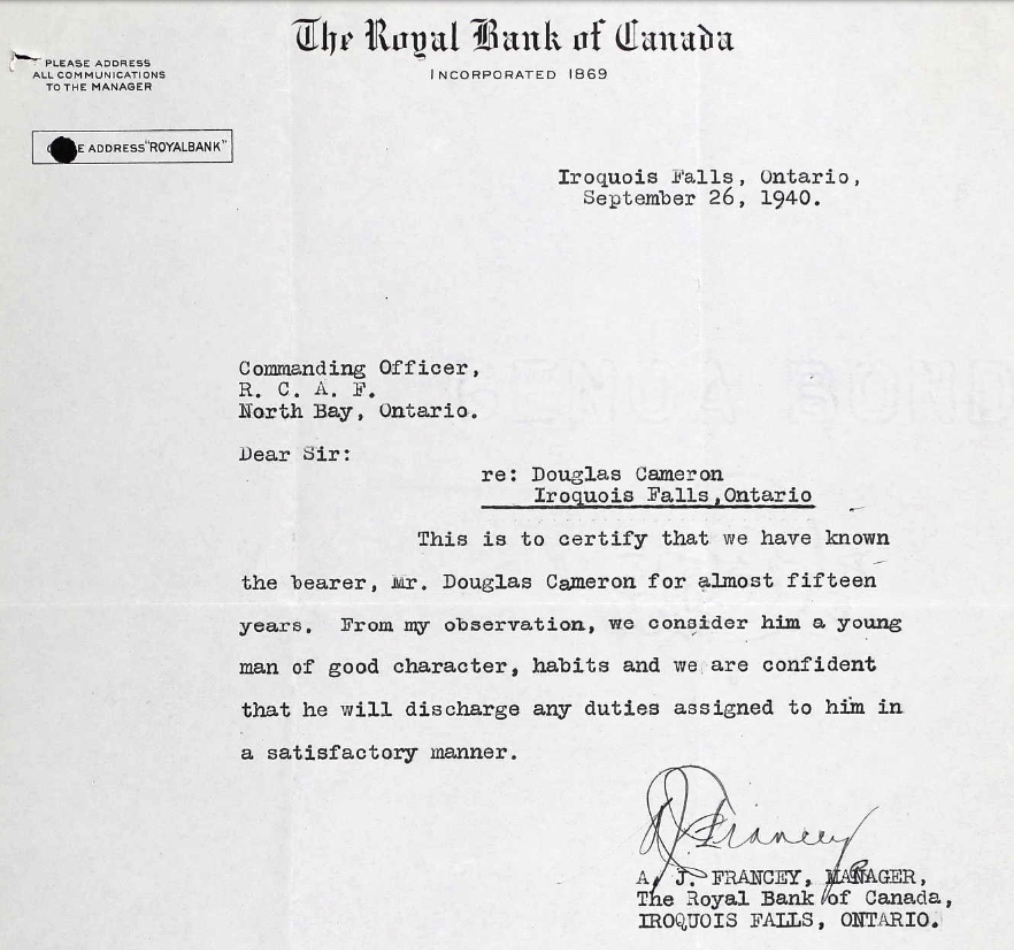 The Royal Bank of Canada
INCORPORATED 1869
PLEASE ADDRESS
ALL COMMUNICATIONS
TO THE MANAGER
E ADDRESS "ROYALBANK"
Iroquois Falls, Ontario,
September 26, 1940.
Commanding Officer,
R. C. A. F.
North Bay, Ontario.
Dear Sir:
re: Douglas Cameron
Iroquois Falls,Ontario
This is to certify that we have known
the bearer, Mr. Douglas Cameron for almost fifteen
years. From my observation, we consider him a young
man of good character, habits and we are confident
that he will discharge any duties assigned to him in
a satisfactory manner.
AJ Francey
A. J. FRANCEY, MANAGER,
The Royal Bank of Canada,
IROQUOIS FALLS, ONTARIO.